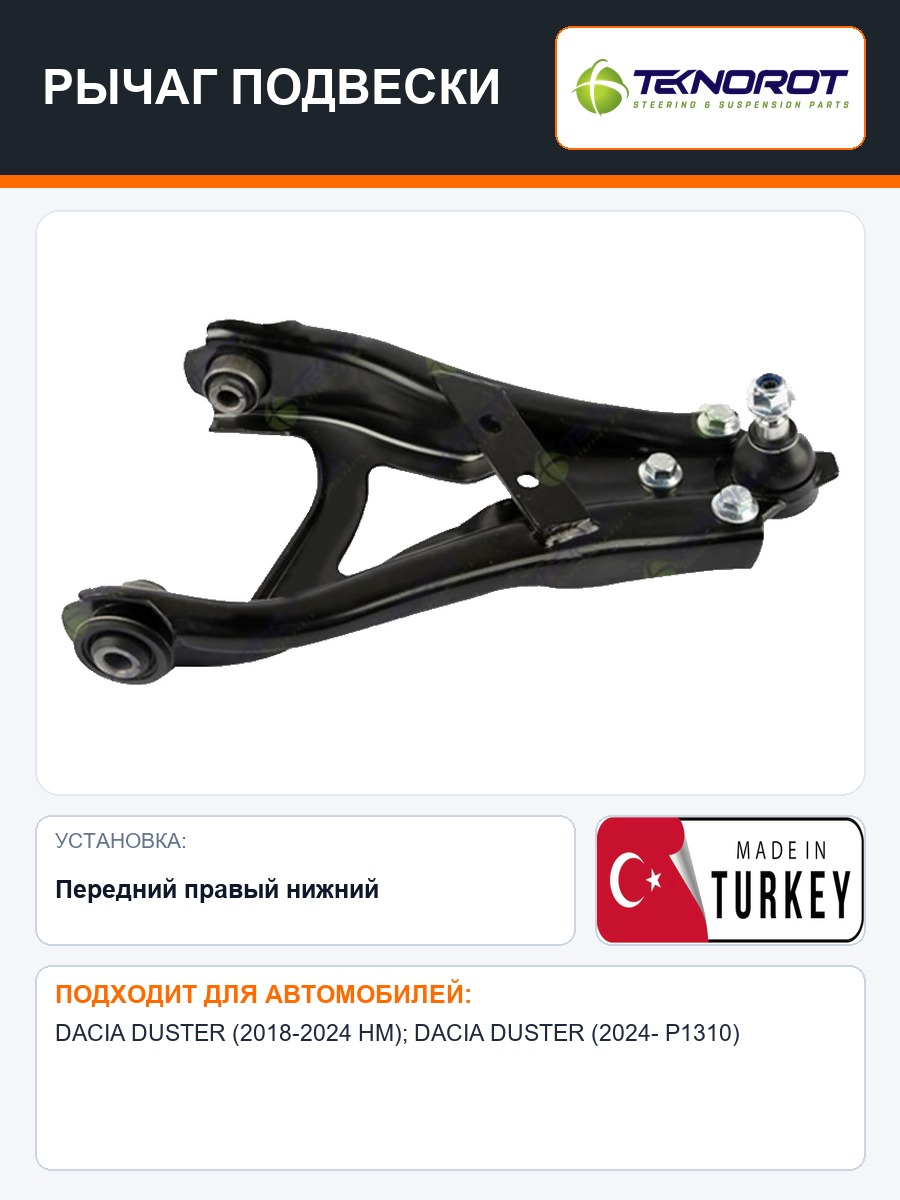 РЫЧАГ ПОДВЕСКИ
TEKNOROT
STEERING & SUSPENSION PARTS
УСТАНОВКА:
Передний правый нижний
MADE IN
TURKEY
ПОДХОДИТ ДЛЯ АВТОМОБИЛЕЙ:
DACIA DUSTER (2018-2024 HM); DACIA DUSTER (2024- P1310)